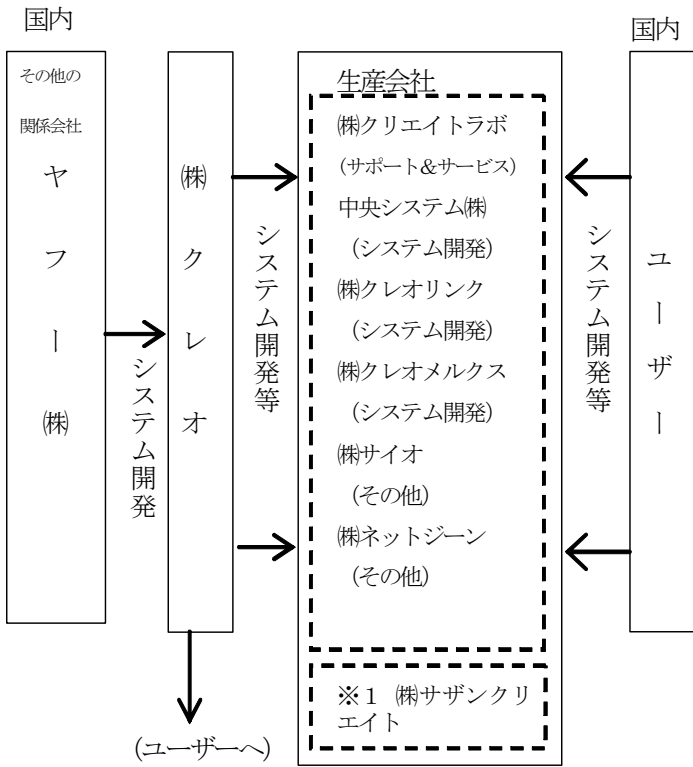 国内
その他の
関係会社
ヤフー㈱
システム開発
㈱クレオ
(ユーザーへ)
システム開発等
生産会社
㈱クリエイトラボ
(サポート&サービス)
中央システム㈱
(システム開発)
㈱クレオリンク
(システム開発)
㈱クレオメルクス
(システム開発)
㈱サイオ
(その他)
㈱ネットジーン
(その他)
※1 ㈱サザンクリ
エイト
システム開発等
国内
ユーザー